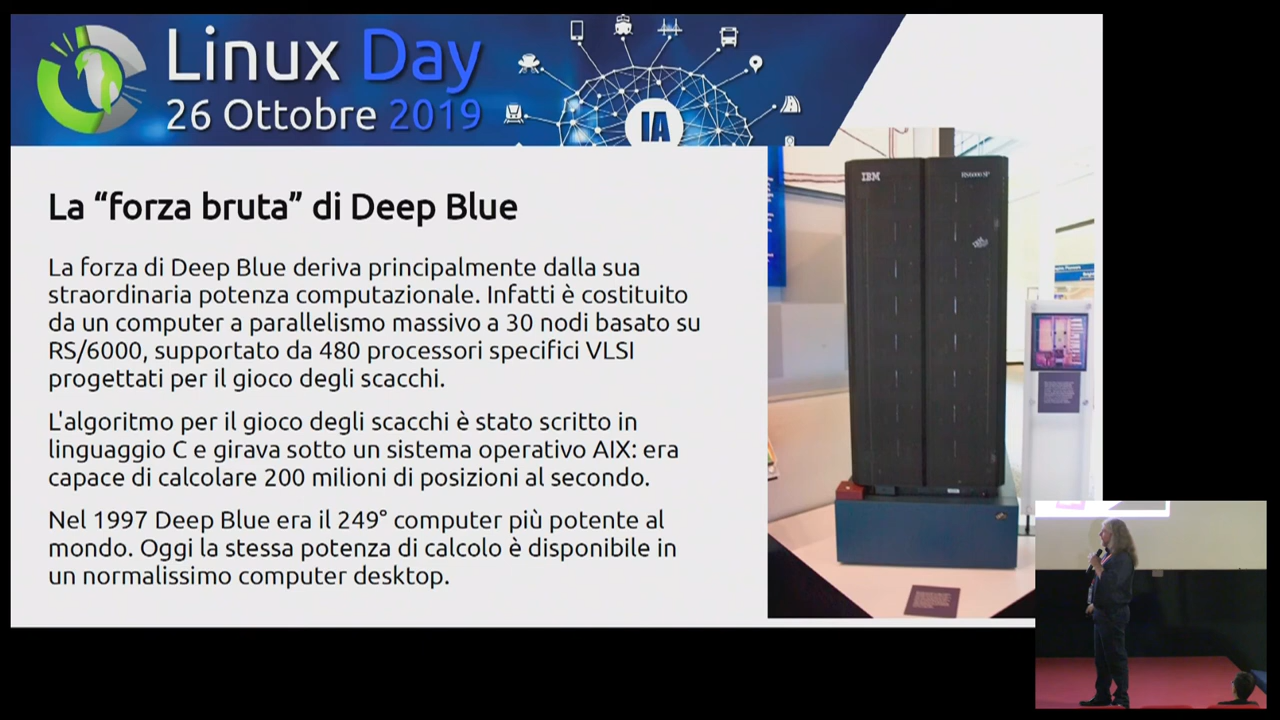 Linux Day
26 Ottobre 2019
IA
La “forza bruta” di Deep Blue
La forza di Deep Blue deriva principalmente dalla sua
straordinaria potenza computazionale. Infatti è costituito
da un computer a parallelismo massivo a 30 nodi basato su
RS/6000, supportato da 480 processori specifici VLSI
progettati per il gioco degli scacchi.
L'algoritmo per il gioco degli scacchi è stato scritto in
linguaggio C e girava sotto un sistema operativo AIX: era
capace di calcolare 200 milioni di posizioni al secondo.
Nel 1997 Deep Blue era il 249° computer più potente al
mondo. Oggi la stessa potenza di calcolo è disponibile in
un normalissimo computer desktop.
IBM